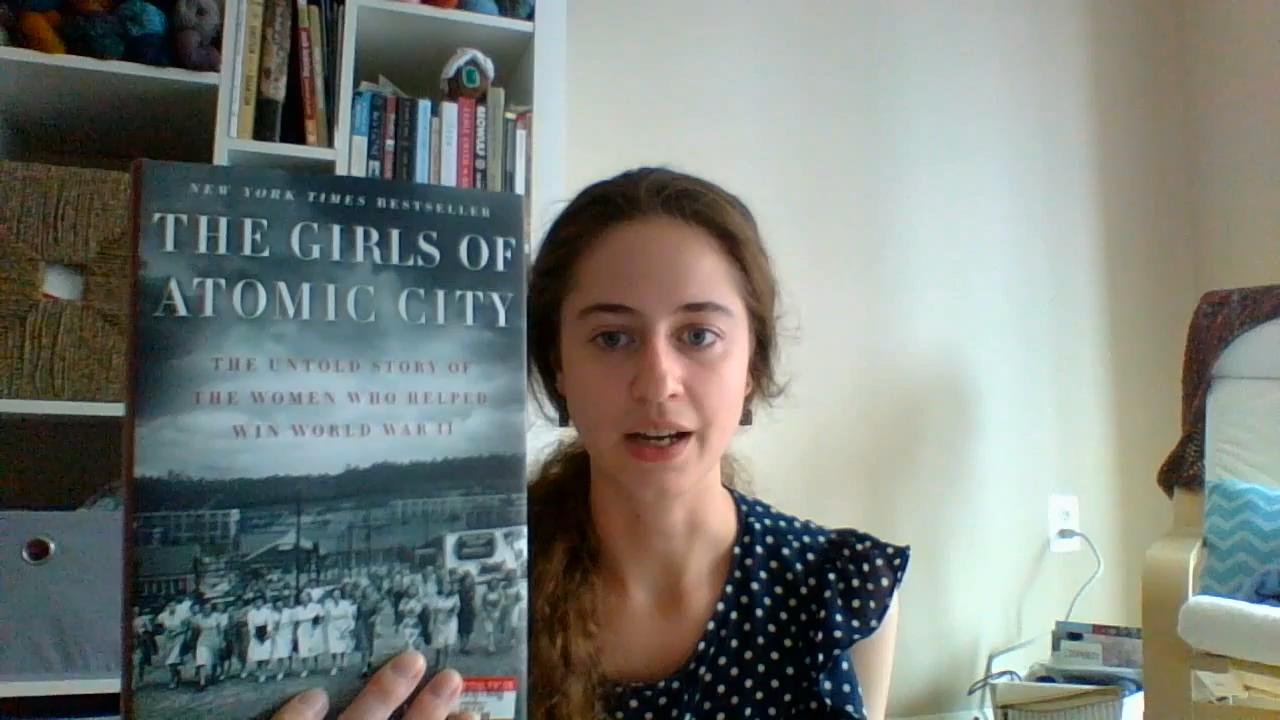 NEW YORK TIMES BESTSELLER
THE GIRLS OF
ATOMIC CITY
THE UNTOLD STORY OF
THE WOMEN WHO HELPED
WIN WORLD WAR II